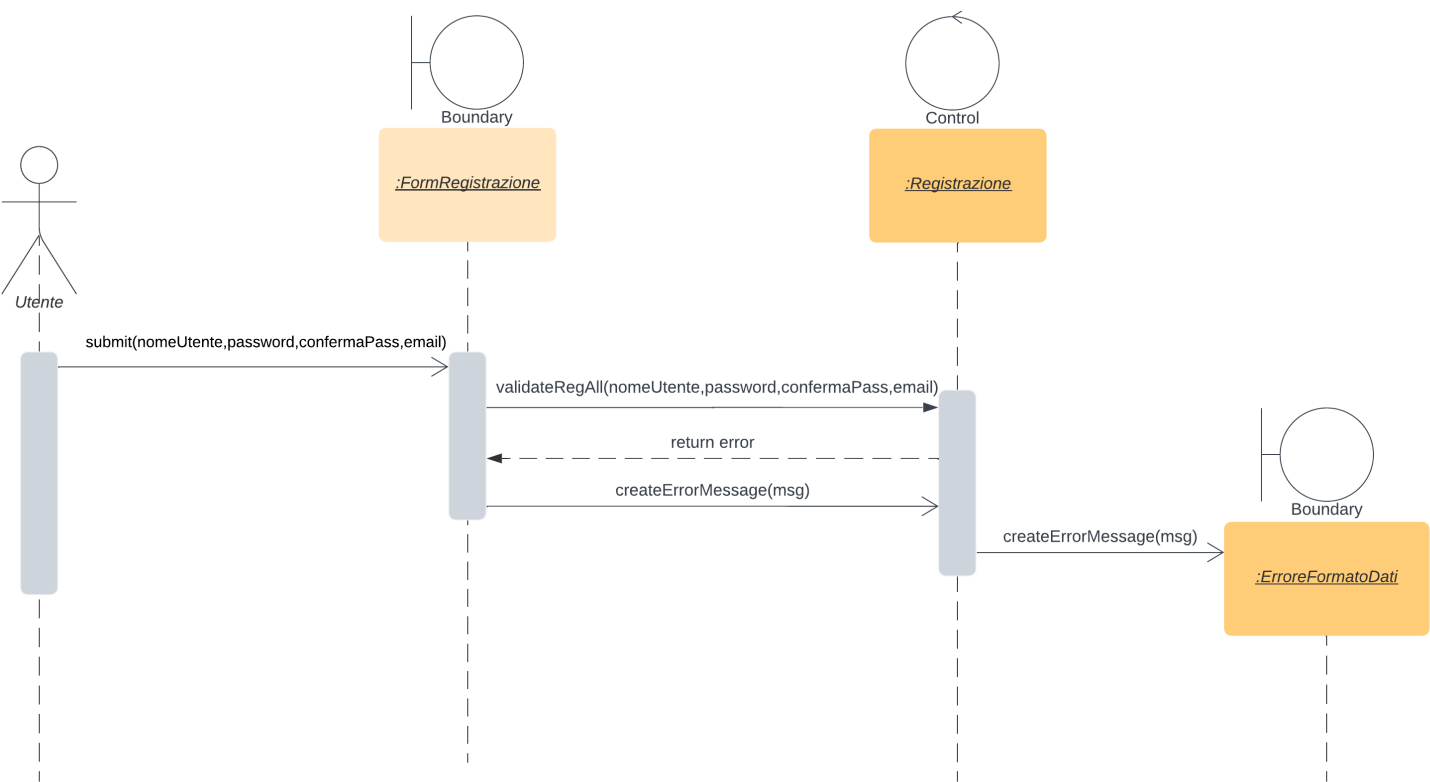 Boundary
Control
:FormRegistrazione
:Registrazione
Utente
submit(nomeUtente,password,confermaPass,email)
validateRegAll(nomeUtente,password,confermaPass,email)
return error
createErrorMessage(msg)
Boundary
createErrorMessage(msg)
:ErroreFormatoDati